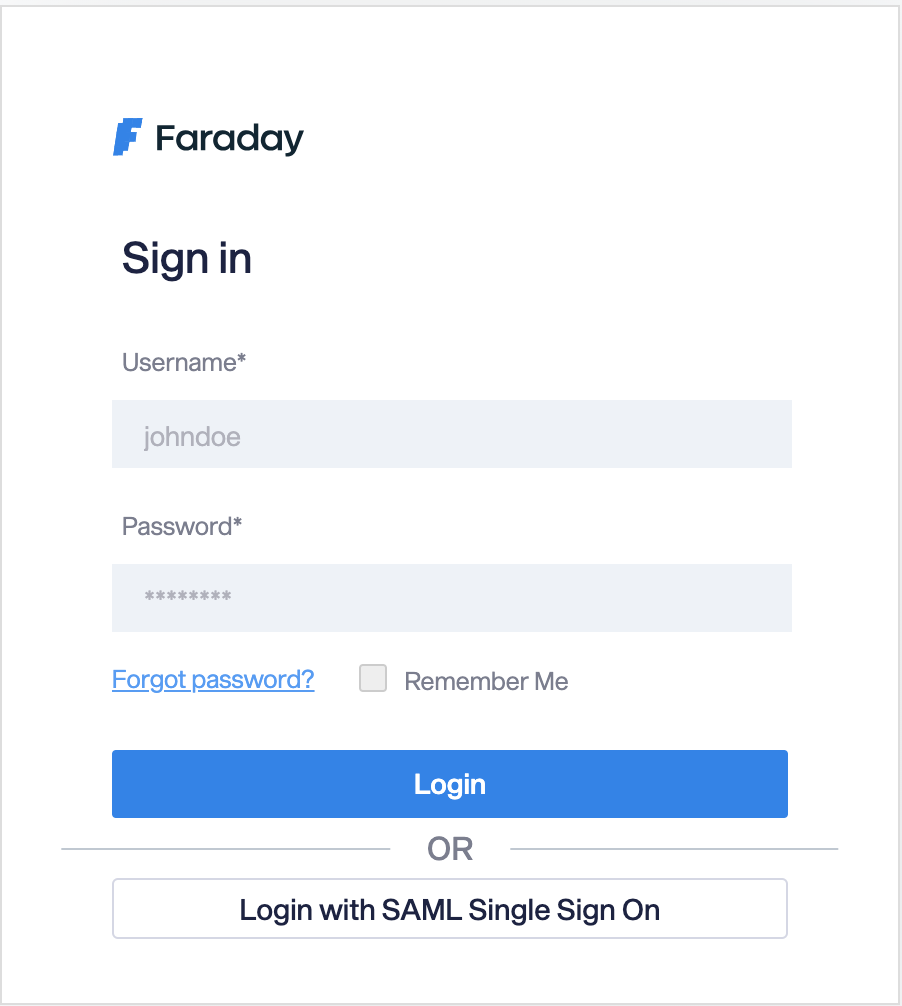 Faraday
Sign in
Username*
johndoe
Password*
********
Forgot password? Remember Me
Login
OR
Login with SAML Single Sign On